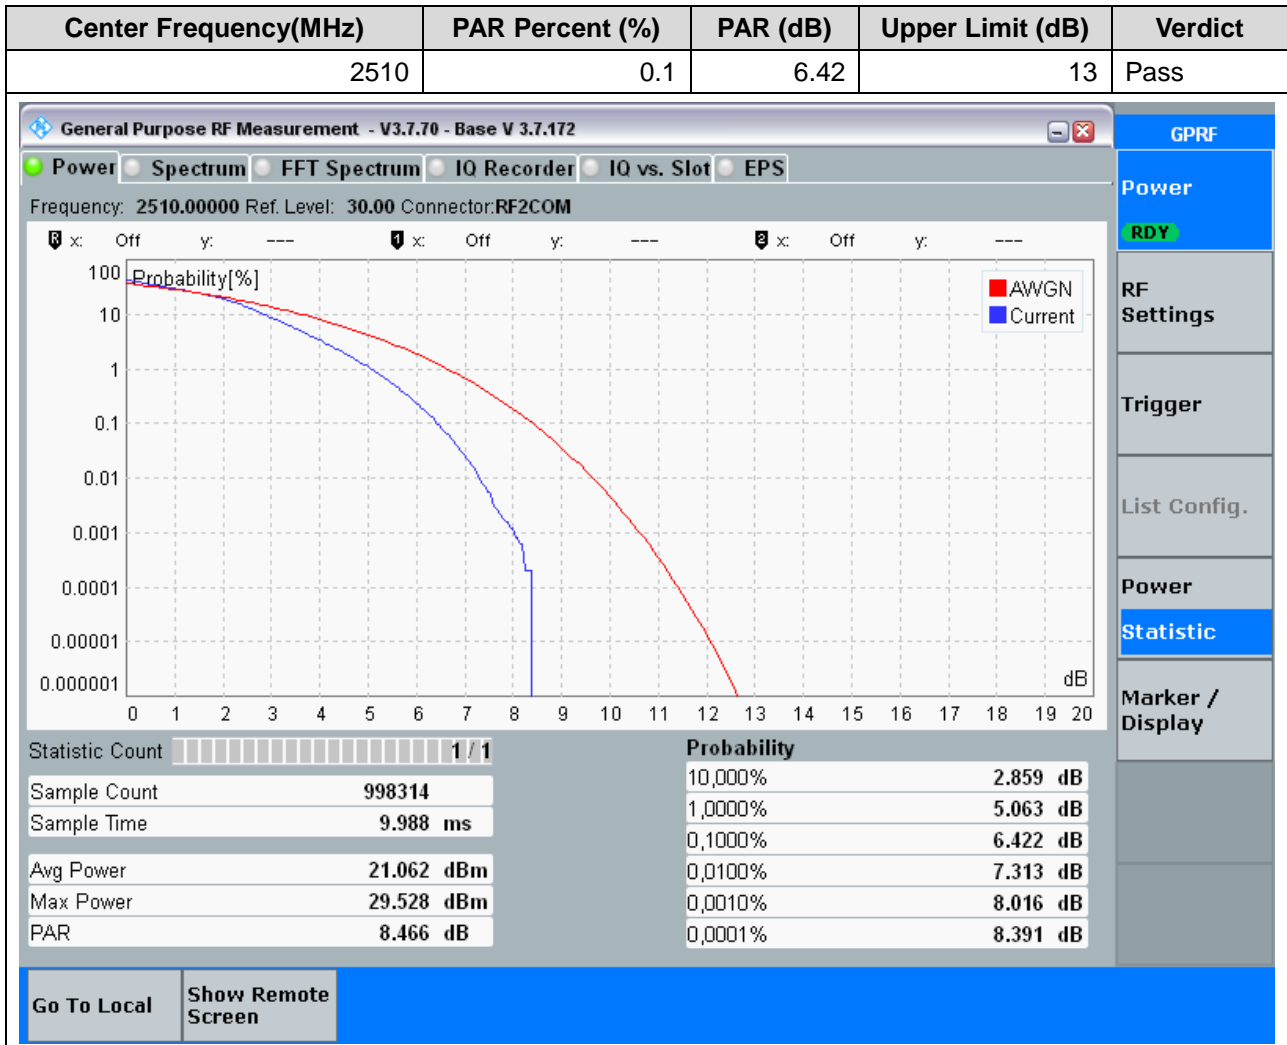 Center Frequency(MHz) PAR Percent (%) PAR (dB) Upper Limit (dB) Verdict
2510 0.1 6.42 13 Pass
General Purpose RF Measurement - V3.7.70 - Base V 3.7.172
GPRF
Power Spectrum FFT Spectrum IQ Recorder IQ vs. Slot EPS
Frequency: 2510.00000 Ref. Level: 30.00 Connector:RF2COM
R x: Off y: --- 1 x: Off y: --- 2 x: Off y: ---
Probability[%]
AWGN
Current
100
10
1
0.1
0.01
0.001
0.0001
0.00001
0.000001
dB
0 1 2 3 4 5 6 7 8 9 10 11 12 13 14 15 16 17 18 19 20
Statistic Count 1 / 1
Sample Count 998314
Sample Time 9.988 ms
Avg Power 21.062 dBm
Max Power 29.528 dBm
PAR 8.466 dB
Probability
10,000% 2.859 dB
1,0000% 5.063 dB
0,1000% 6.422 dB
0,0100% 7.313 dB
0,0010% 8.016 dB
0,0001% 8.391 dB
Power
RDY
RF
Settings
Trigger
List Config.
Power
Statistic
Marker /
Display
Go To Local
Show Remote
Screen